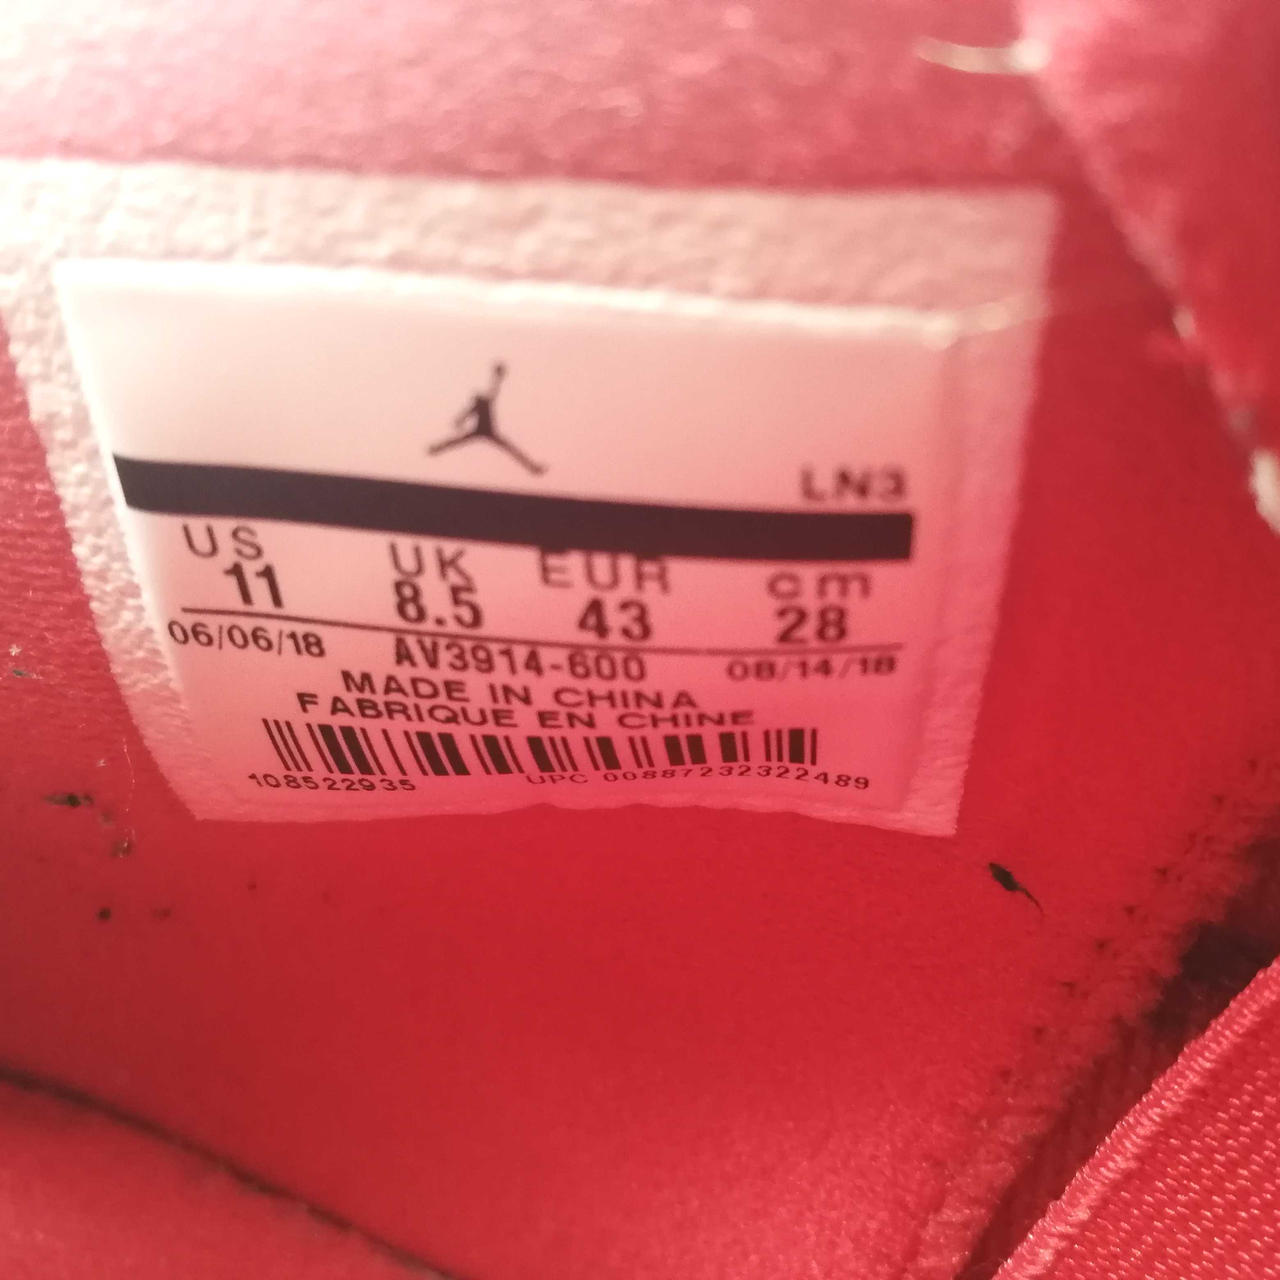 LN3
US UK EUR cm
11 8.5 43 28
06/06/18 AV3914-600 08/14/18
MADE IN CHINA
FABRIQUE EN CHINE
108522935 UPC 00887232322489